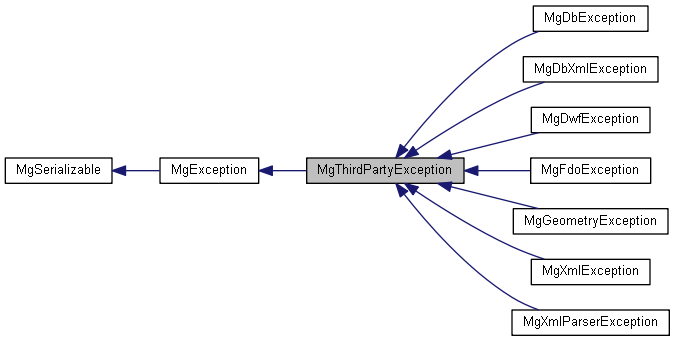 MgDbException
MgDbXmlException
MgDwfException
MgSerializable
MgException
MgThirdPartyException
MgFdoException
MgGeometryException
MgXmlException
MgXmlParserException